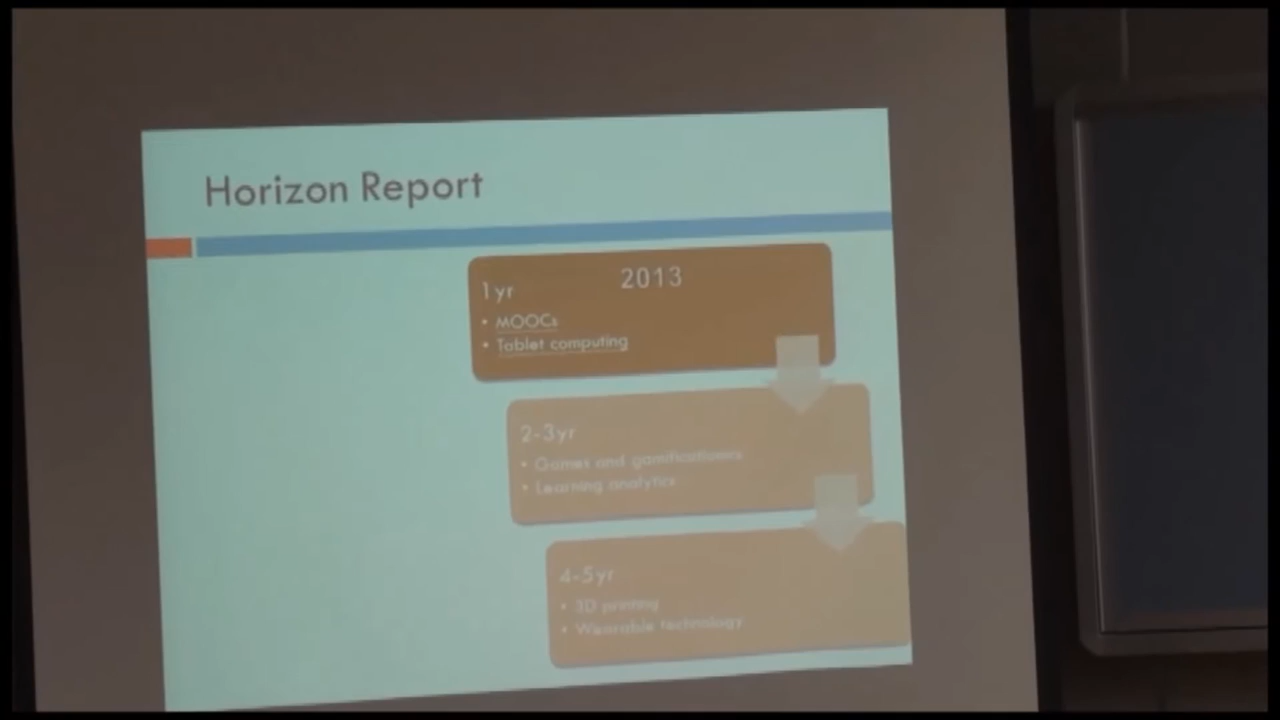 Horizon Report
2013
1yr
• MOOCs
• Tablet computing
2-3yr
• Games and gamificationers
• Learning analytics
4-5yr
• 3D printing
• Wearable technology